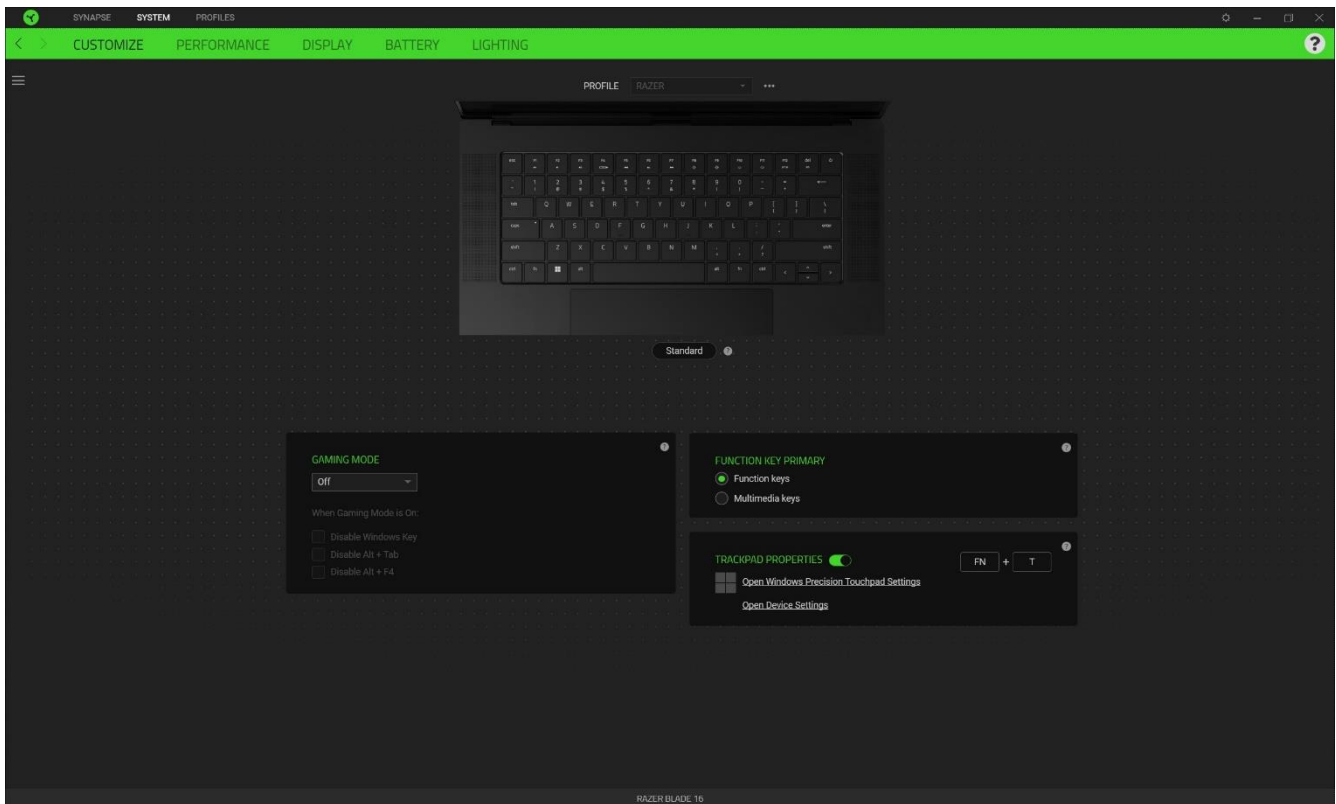 SYNAPSE SYSTEM PROFILES
CUSTOMIZE PERFORMANCE DISPLAY BATTERY LIGHTING ?
PROFILE RAZER
Q W E R T Y U I O P
A S D F G H J K L
Z X C V B N M
Standard ?
GAMING MODE ?
Off
When Gaming Mode is On:
Disable Windows Key
Disable Alt + Tab
Disable Alt + F4
FUNCTION KEY PRIMARY ?
Function keys
Multimedia keys
TRACKPAD PROPERTIES FN + T ?
Open Windows Precision Touchpad Settings
Open Device Settings
RAZER BLADE 16